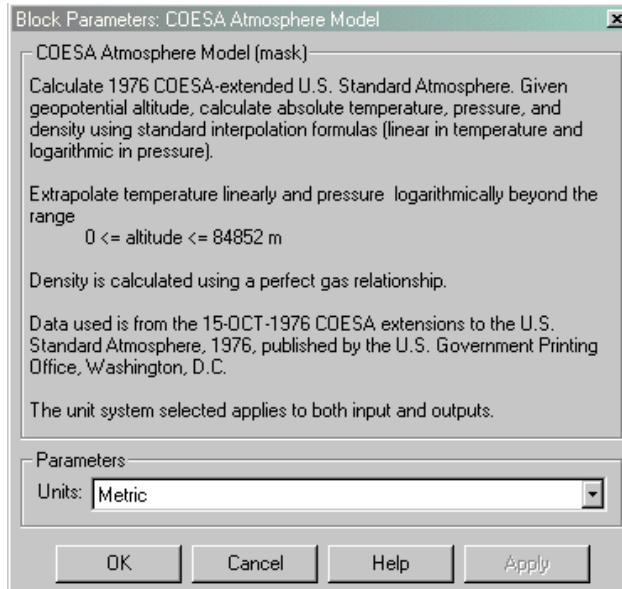 Block Parameters: COESA Atmosphere Model
COESA Atmosphere Model (mask)
Calculate 1976 COESA-extended U.S. Standard Atmosphere. Given
geopotential altitude, calculate absolute temperature, pressure, and
density using standard interpolation formulas (linear in temperature and
logarithmic in pressure).
Extrapolate temperature linearly and pressure logarithmically beyond the
range
0 <= altitude <= 84852 m
Density is calculated using a perfect gas relationship.
Data used is from the 15-OCT-1976 COESA extensions to the U.S.
Standard Atmosphere, 1976, published by the U.S. Government Printing
Office, Washington, D.C.
The unit system selected applies to both input and outputs.
Parameters
Units: Metric
OK Cancel Help Apply